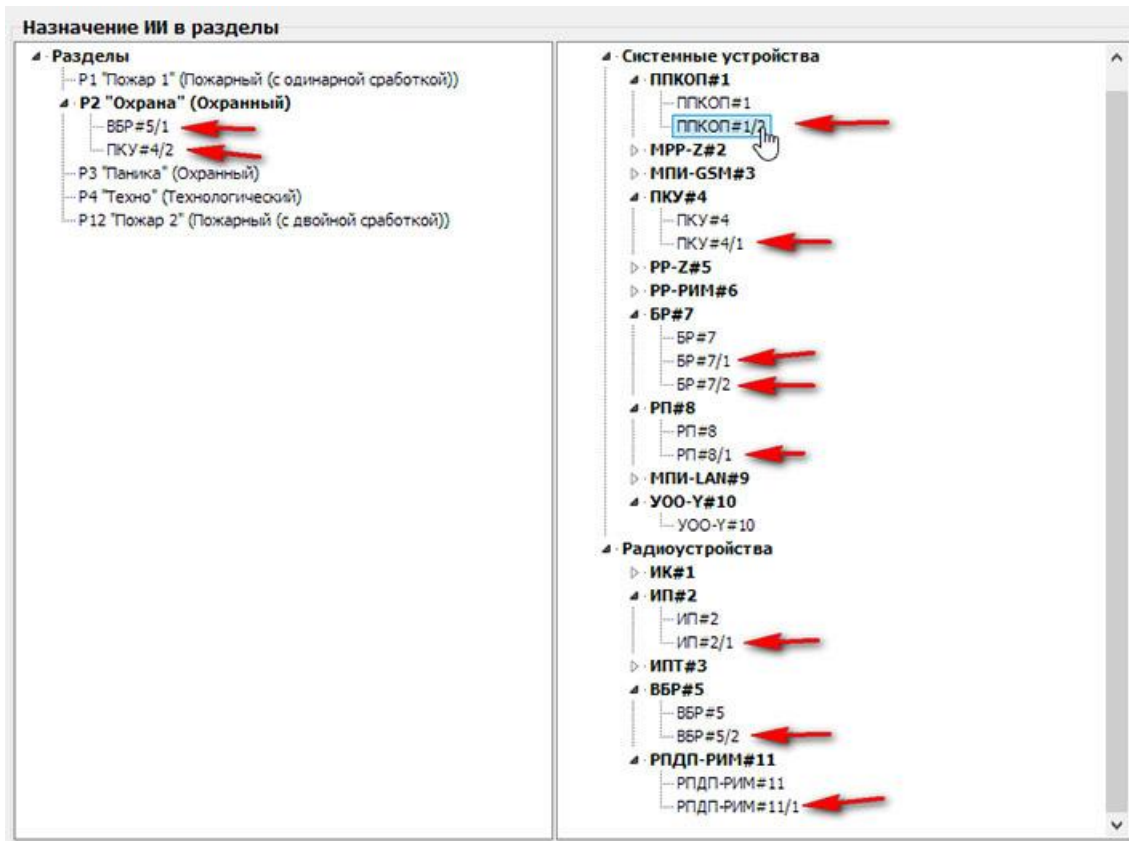 Назначение ИИ в разделы
Разделы
Р1 "Пожар 1" (Пожарный (с одинарной сработкой))
Р2 "Охрана" (Охранный)
ВБР#5/1
ПКУ#4/2
Р3 "Паника" (Охранный)
Р4 "Техно" (Технологический)
Р12 "Пожар 2" (Пожарный (с двойной сработкой))
Системные устройства
ППКОП#1
ППКОП#1
ППКОП#1/2
МРР-Z#2
МПИ-GSM#3
ПКУ#4
ПКУ#4
ПКУ#4/1
РР-Z#5
РР-РИМ#6
БР#7
БР#7
БР#7/1
БР#7/2
РП#8
РП#8
РП#8/1
МПИ-LAN#9
УОО-Y#10
УОО-Y#10
Радиоустройства
ИК#1
ИП#2
ИП#2
ИП#2/1
ИПТ#3
ВБР#5
ВБР#5
ВБР#5/2
РПДП-РИМ#11
РПДП-РИМ#11
РПДП-РИМ#11/1